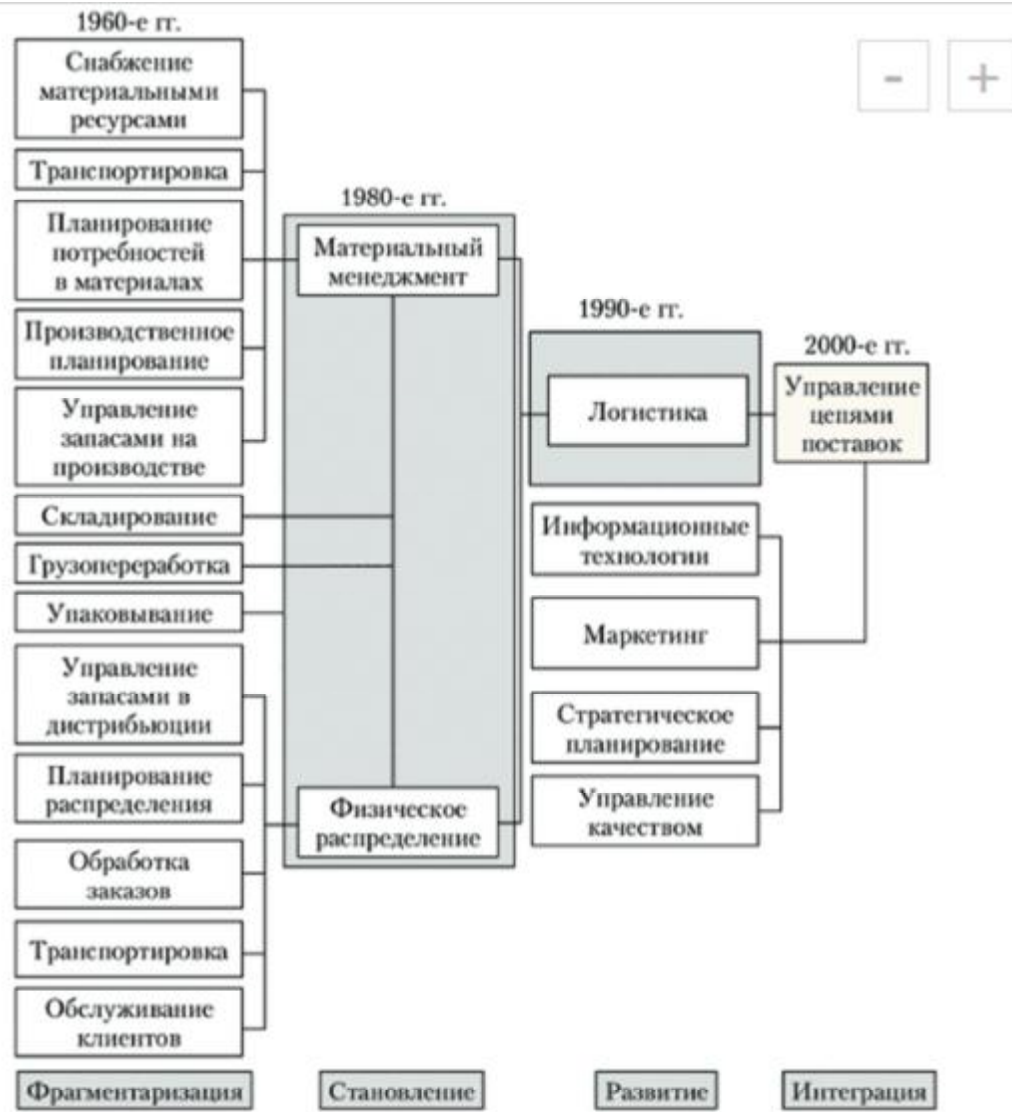 1960-е гг.
Снабжение
материальными
ресурсами
Транспортировка
Планирование
потребностей
в материалах
Производственное
планирование
Управление
запасами на
производстве
Складирование
Грузопереработка
Упаковывание
Управление
запасами в
дистрибьюции
Планирование
распределения
Обработка
заказов
Транспортировка
Обслуживание
клиентов
Фрагментаризация
1980-е гг.
Материальный
менеджмент
Физическое
распределение
Становление
1990-е гг.
Логистика
Информационные
технологии
Маркетинг
Стратегическое
планирование
Управление
качеством
Развитие
- +
2000-е гг.
Управление
цепями
поставок
Интеграция